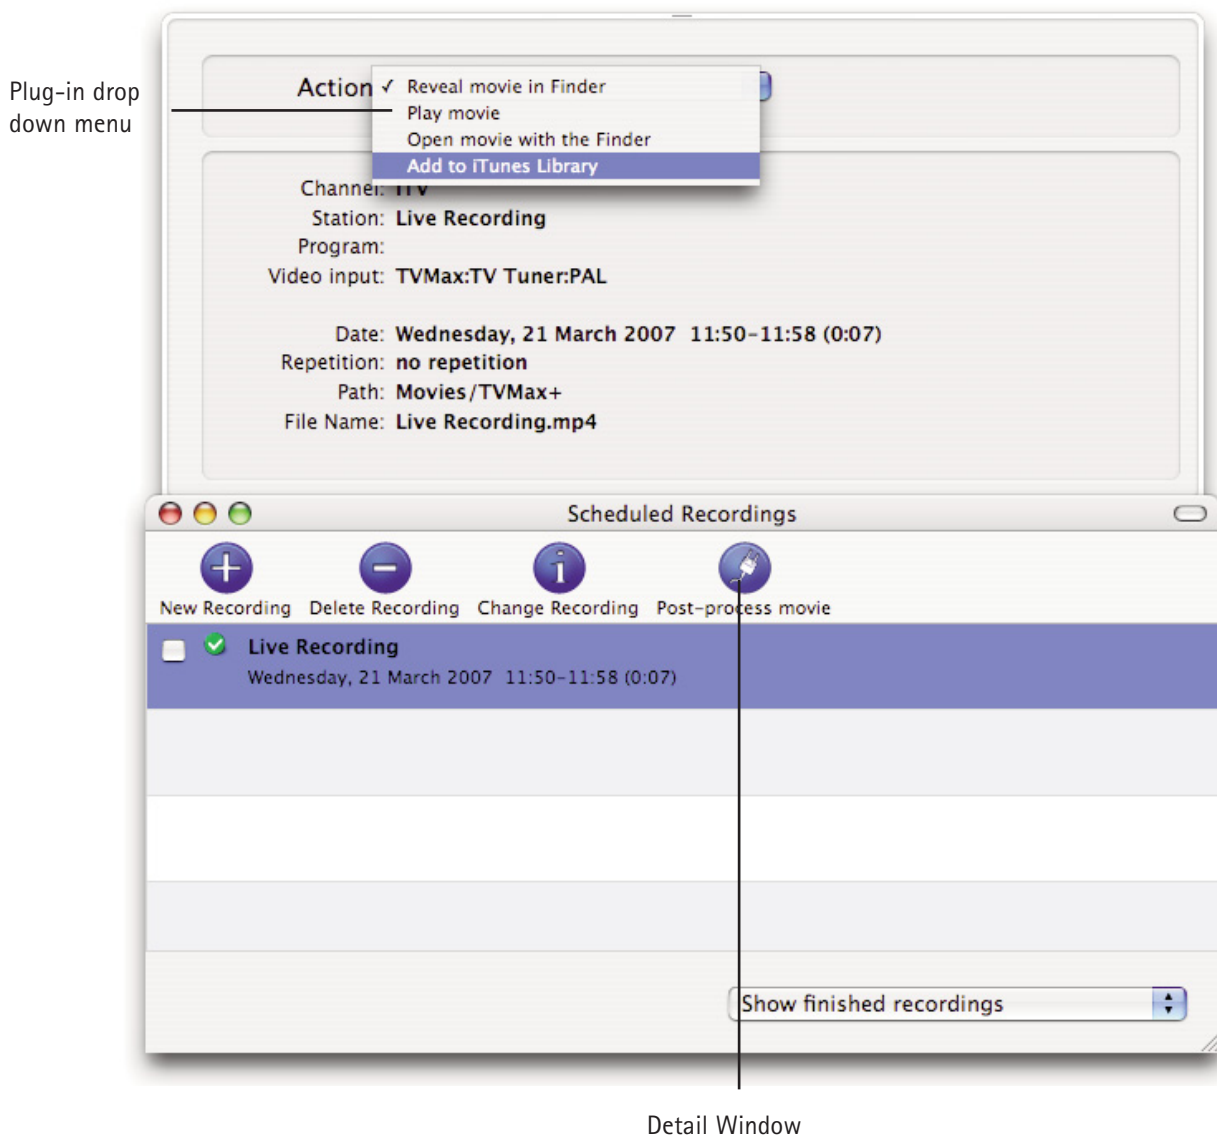 Plug-in drop
down menu
Action
✓ Reveal movie in Finder
Play movie
Open movie with the Finder
Add to iTunes Library
Channel: ITV
Station: Live Recording
Program:
Video input: TVMax:TV Tuner:PAL
Date: Wednesday, 21 March 2007 11:50-11:58 (0:07)
Repetition: no repetition
Path: Movies/TVMax+
File Name: Live Recording.mp4
Scheduled Recordings
New Recording Delete Recording Change Recording Post-process movie
Live Recording
Wednesday, 21 March 2007 11:50-11:58 (0:07)
Show finished recordings
Detail Window